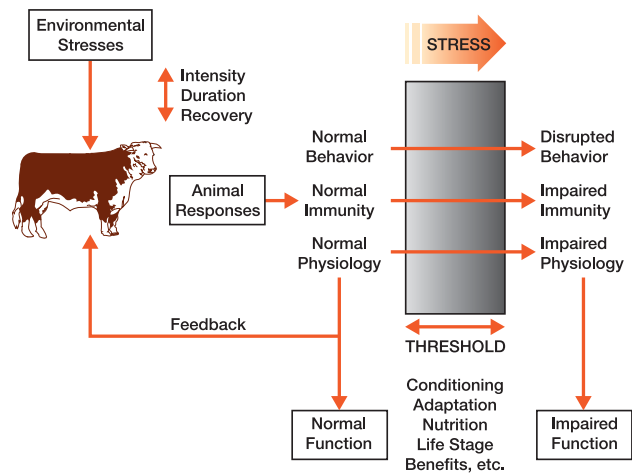 Environmental
Stresses
Intensity
Duration
Recovery
STRESS
Animal
Responses
Normal
Behavior
Normal
Immunity
Normal
Physiology
Disrupted
Behavior
Impaired
Immunity
Impaired
Physiology
Feedback
THRESHOLD
Conditioning
Adaptation
Nutrition
Life Stage
Benefits, etc.
Normal
Function
Impaired
Function